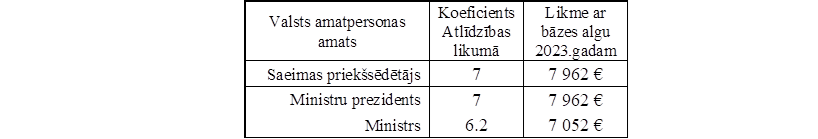 Valsts amatpersonas amats
Koeficients Atlīdzības likumā
Likme ar bāzes algu 2023.gadam
Saeimas priekšsēdētājs 7 7 962 €
Ministru prezidents 7 7 962 €
Ministrs 6.2 7 052 €